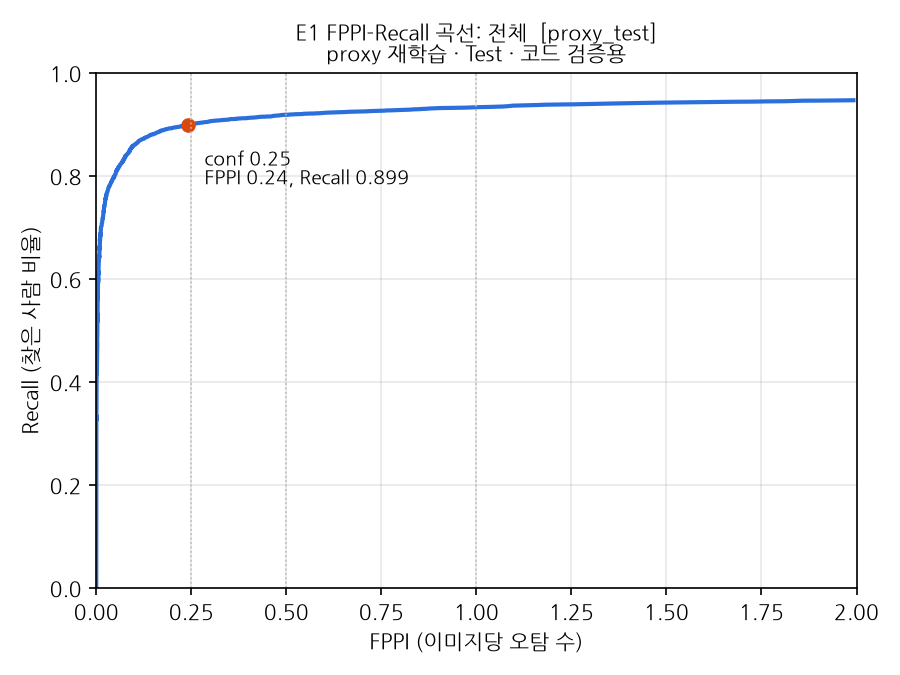 E1 FPPI-Recall 곡선: 전체  [proxy_test]
proxy 재학습 · Test · 코드 검증용
Recall (찾은 사람 비율)
1.0
0.8
0.6
0.4
0.2
0.0
conf 0.25
FPPI 0.24, Recall 0.899
0.00 0.25 0.50 0.75 1.00 1.25 1.50 1.75 2.00
FPPI (이미지당 오탐 수)